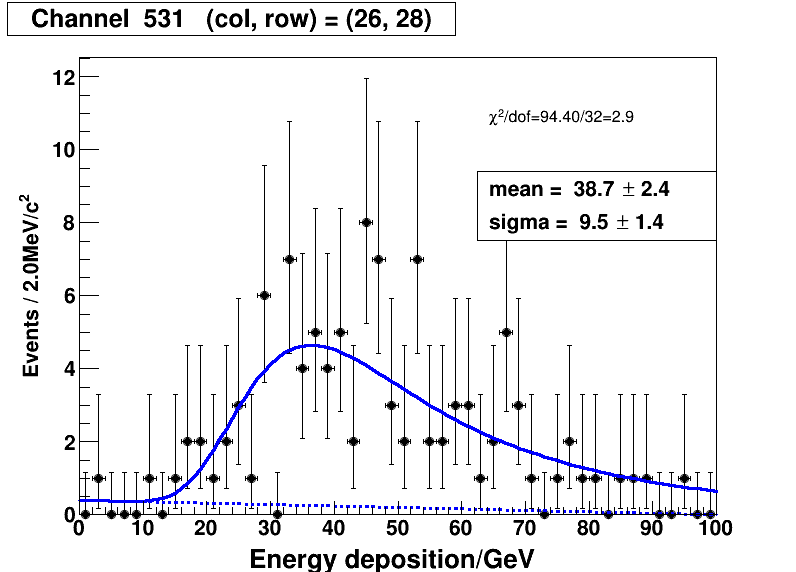 Channel 531 (col, row) = (26, 28)
χ²/dof=94.40/32=2.9
mean = 38.7 ± 2.4
sigma = 9.5 ± 1.4
Events / 2.0MeV/c²
12
10
8
6
4
2
0
0 10 20 30 40 50 60 70 80 90 100
Energy deposition/GeV